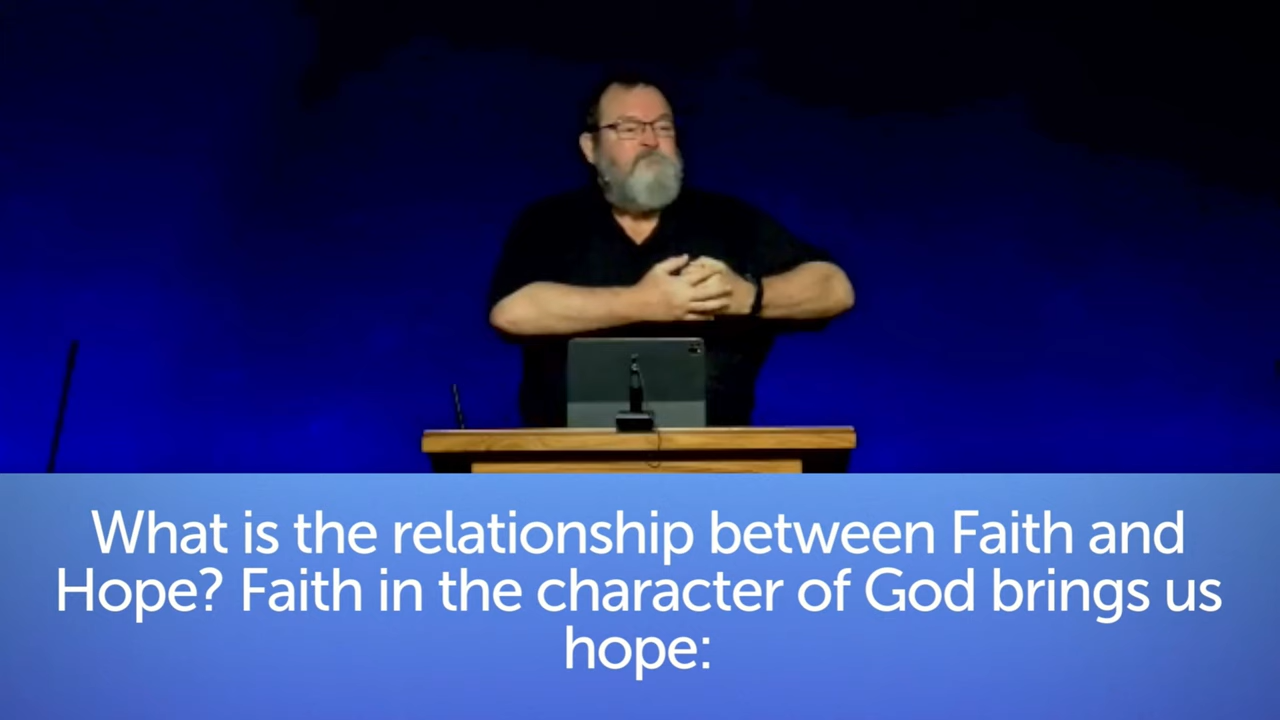 What is the relationship between Faith and
Hope? Faith in the character of God brings us
hope: